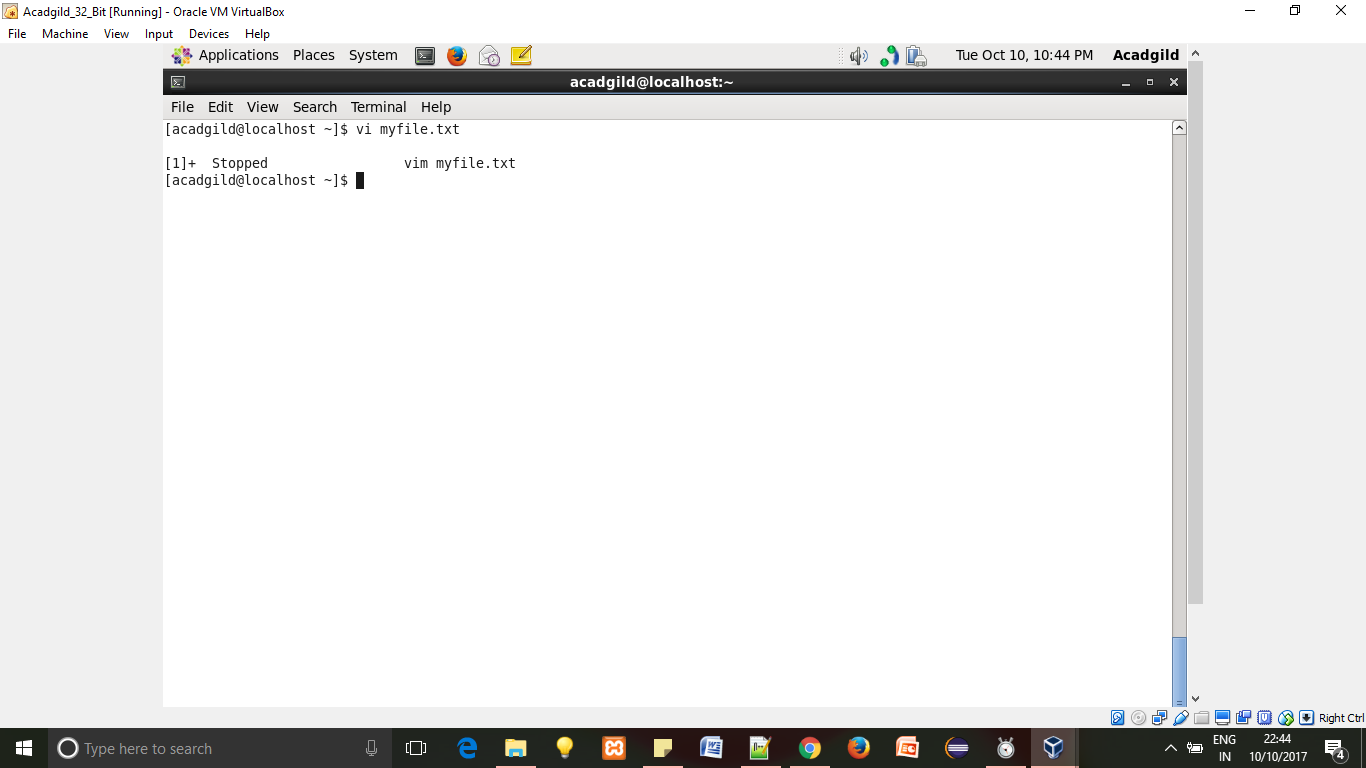 Acadgild_32_Bit [Running] - Oracle VM VirtualBox
File Machine View Input Devices Help
Applications Places System Tue Oct 10, 10:44 PM Acadgild
acadgild@localhost:~
File Edit View Search Terminal Help
[acadgild@localhost ~]$ vi myfile.txt
[1]+  Stopped                 vim myfile.txt
[acadgild@localhost ~]$
Right Ctrl
Type here to search
ENG 22:44
IN 10/10/2017 4